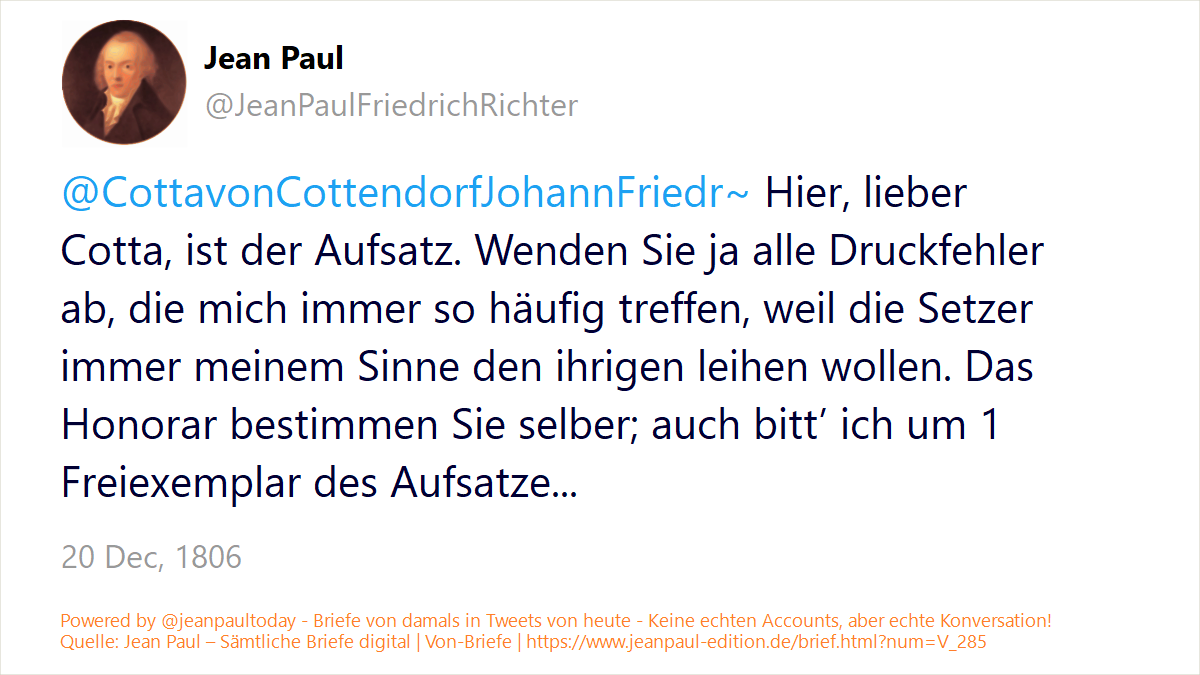 Jean Paul
@JeanPaulFriedrichRichter
@CottavonCottendorfJohannFriedr~ Hier, lieber
Cotta, ist der Aufsatz. Wenden Sie ja alle Druckfehler
ab, die mich immer so häufig treffen, weil die Setzer
immer meinem Sinne den ihrigen leihen wollen. Das
Honorar bestimmen Sie selber; auch bitt’ ich um 1
Freiexemplar des Aufsatze...
20 Dec, 1806
Powered by @jeanpaultoday - Briefe von damals in Tweets von heute - Keine echten Accounts, aber echte Konversation!
Quelle: Jean Paul – Sämtliche Briefe digital | Von-Briefe | https://www.jeanpaul-edition.de/brief.html?num=V_285